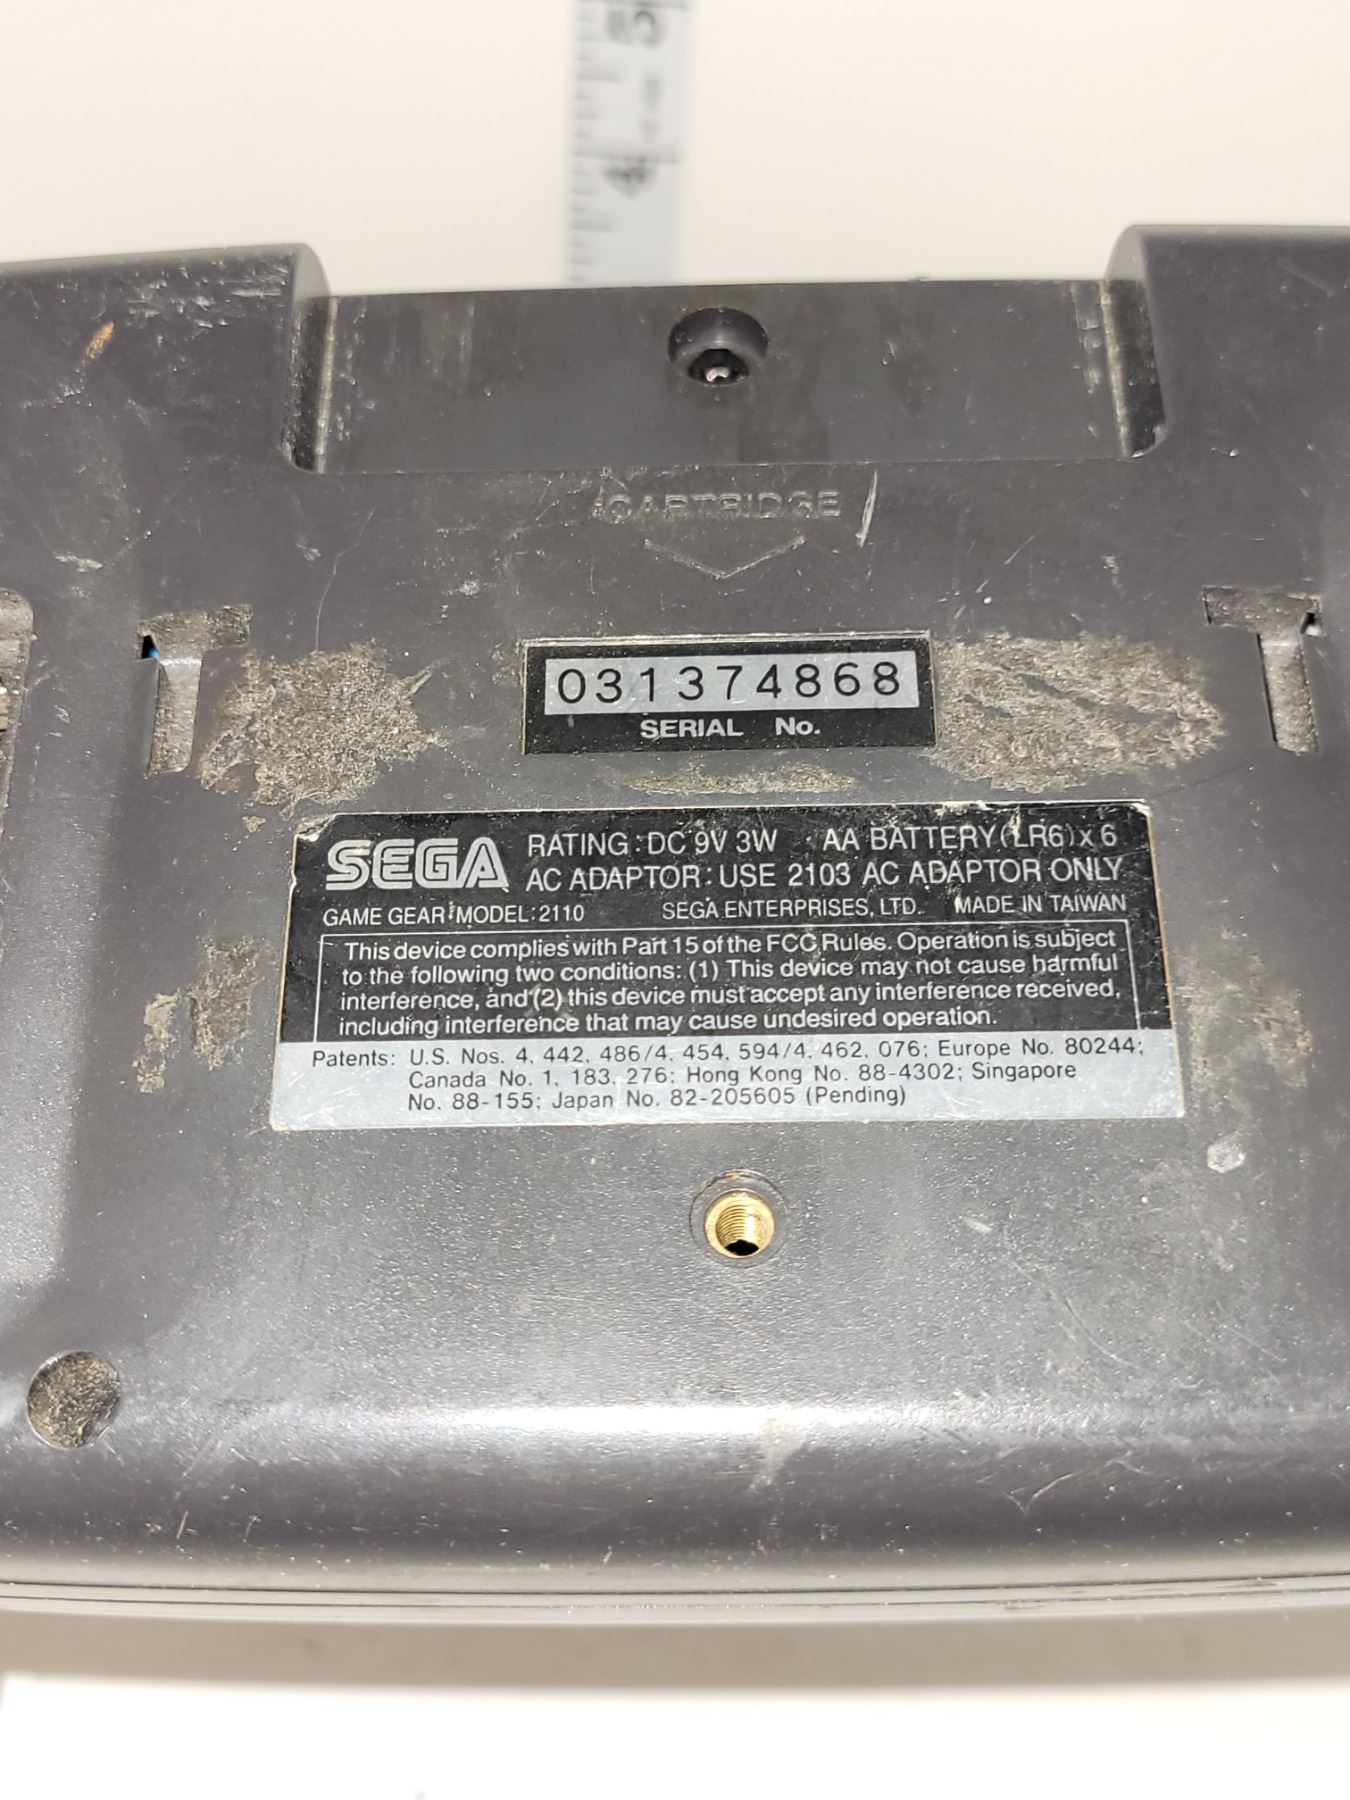 5
4
CARTRIDGE
031374868
SERIAL No.
SEGA RATING : DC 9V 3W AA BATTERY (LR6) x 6
AC ADAPTOR : USE 2103 AC ADAPTOR ONLY
GAME GEAR MODEL: 2110 SEGA ENTERPRISES, LTD. MADE IN TAIWAN
This device complies with Part 15 of the FCC Rules. Operation is subject
to the following two conditions: (1) This device may not cause harmful
interference, and (2) this device must accept any interference received,
including interference that may cause undesired operation.
Patents: U.S. Nos. 4, 442, 486/4, 454, 594/4, 462, 076; Europe No. 80244;
Canada No. 1, 183, 276; Hong Kong No. 88-4302; Singapore
No. 88-155; Japan No. 82-205605 (Pending)